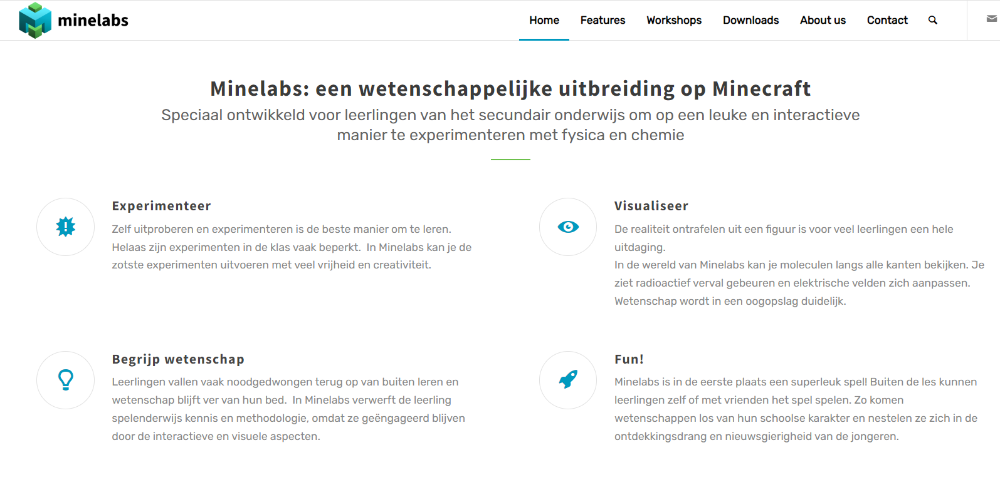 minelabs
Home Features Workshops Downloads About us Contact
Minelabs: een wetenschappelijke uitbreiding op Minecraft
Speciaal ontwikkeld voor leerlingen van het secundair onderwijs om op een leuke en interactieve
manier te experimenteren met fysica en chemie
Experimenteer
Zelf uitproberen en experimenteren is de beste manier om te leren.
Helaas zijn experimenten in de klas vaak beperkt. In Minelabs kan je de
zotste experimenten uitvoeren met veel vrijheid en creativiteit.
Visualiseer
De realiteit ontrafelen uit een figuur is voor veel leerlingen een hele
uitdaging.
In de wereld van Minelabs kan je moleculen langs alle kanten bekijken. Je
ziet radioactief verval gebeuren en elektrische velden zich aanpassen.
Wetenschap wordt in een oogopslag duidelijk.
Begrijp wetenschap
Leerlingen vallen vaak noodgedwongen terug op van buiten leren en
wetenschap blijft ver van hun bed. In Minelabs verwerft de leerling
spelenderwijs kennis en methodologie, omdat ze geëngageerd blijven
door de interactieve en visuele aspecten.
Fun!
Minelabs is in de eerste plaats een superleuk spel! Buiten de les kunnen
leerlingen zelf of met vrienden het spel spelen. Zo komen
wetenschappen los van hun schoolse karakter en nestelen ze zich in de
ontdekkingsdrang en nieuwsgierigheid van de jongeren.